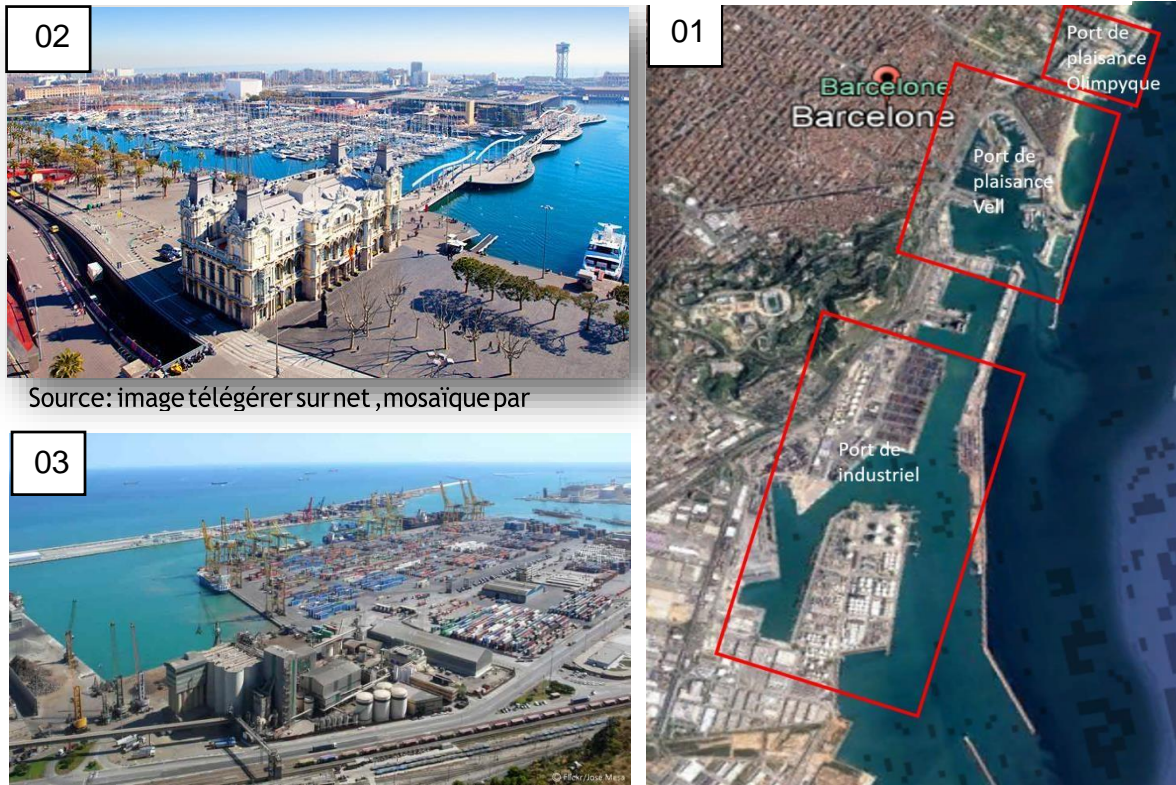 02
Source: image télégérer sur net , mosaïque par
03
© Flickr/Jose Mesa
01
Barcelone
Barcelone
Port de
plaisance
Olimpyque
Port de
plaisance
Vell
Port de
industriel